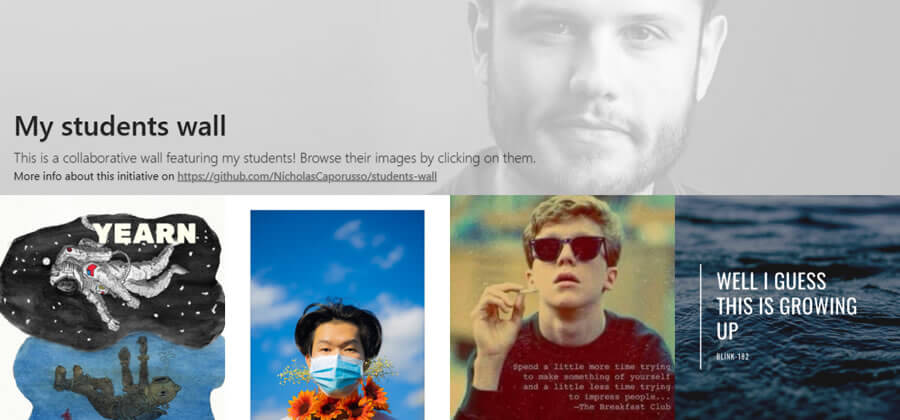 My students wall
This is a collaborative wall featuring my students! Browse their images by clicking on them.
More info about this initiative on https://github.com/NicholasCaporusso/students-wall
YEARN
Spend a little more time trying
to make something of yourself
and a little less time trying
to impress people...
—The Breakfast Club
WELL I GUESS
THIS IS GROWING
UP
BLINK-182